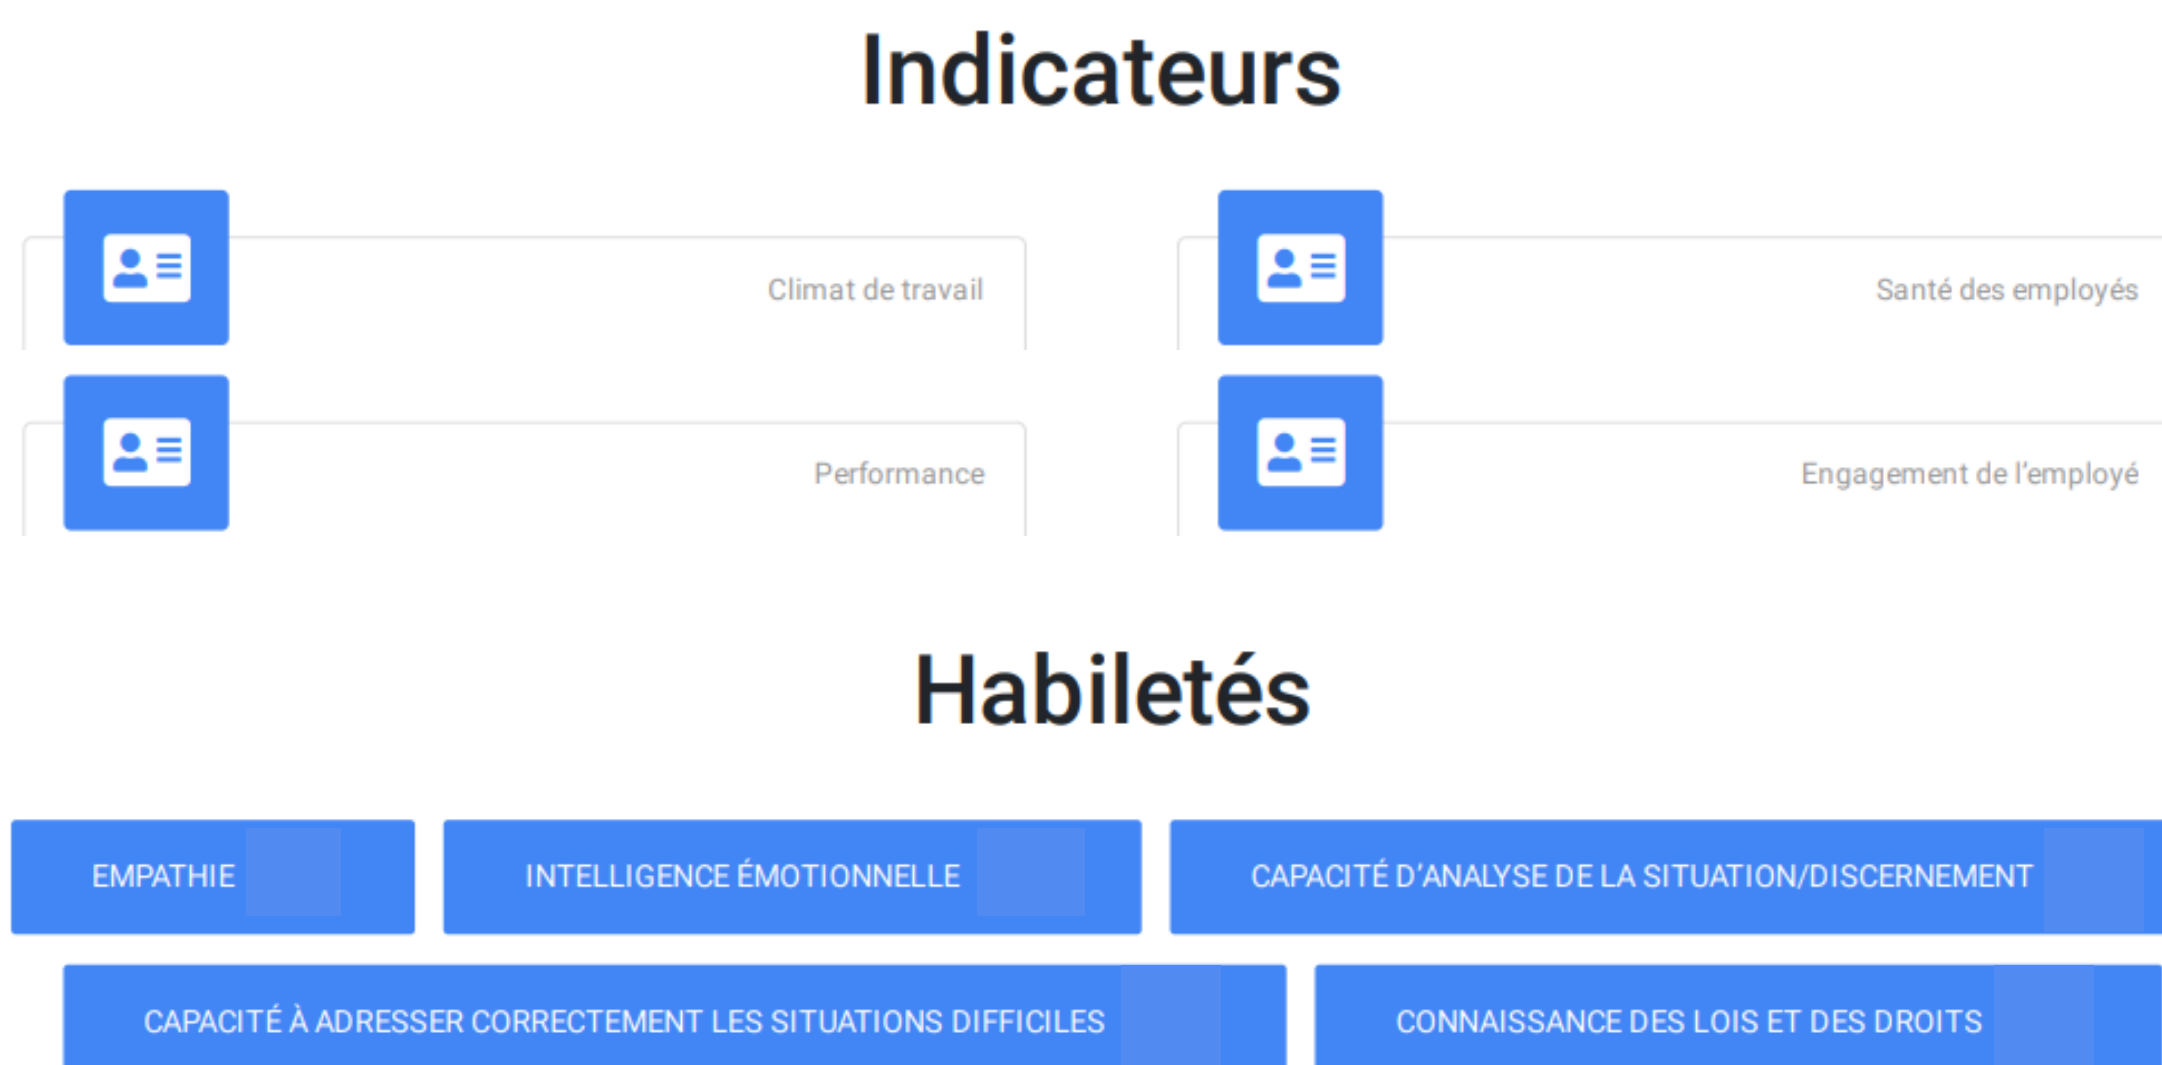 Indicateurs
Climat de travail
Santé des employés
Performance
Engagement de l’employé
Habiletés
EMPATHIE
INTELLIGENCE ÉMOTIONNELLE
CAPACITÉ D’ANALYSE DE LA SITUATION/DISCERNEMENT
CAPACITÉ À ADRESSER CORRECTEMENT LES SITUATIONS DIFFICILES
CONNAISSANCE DES LOIS ET DES DROITS